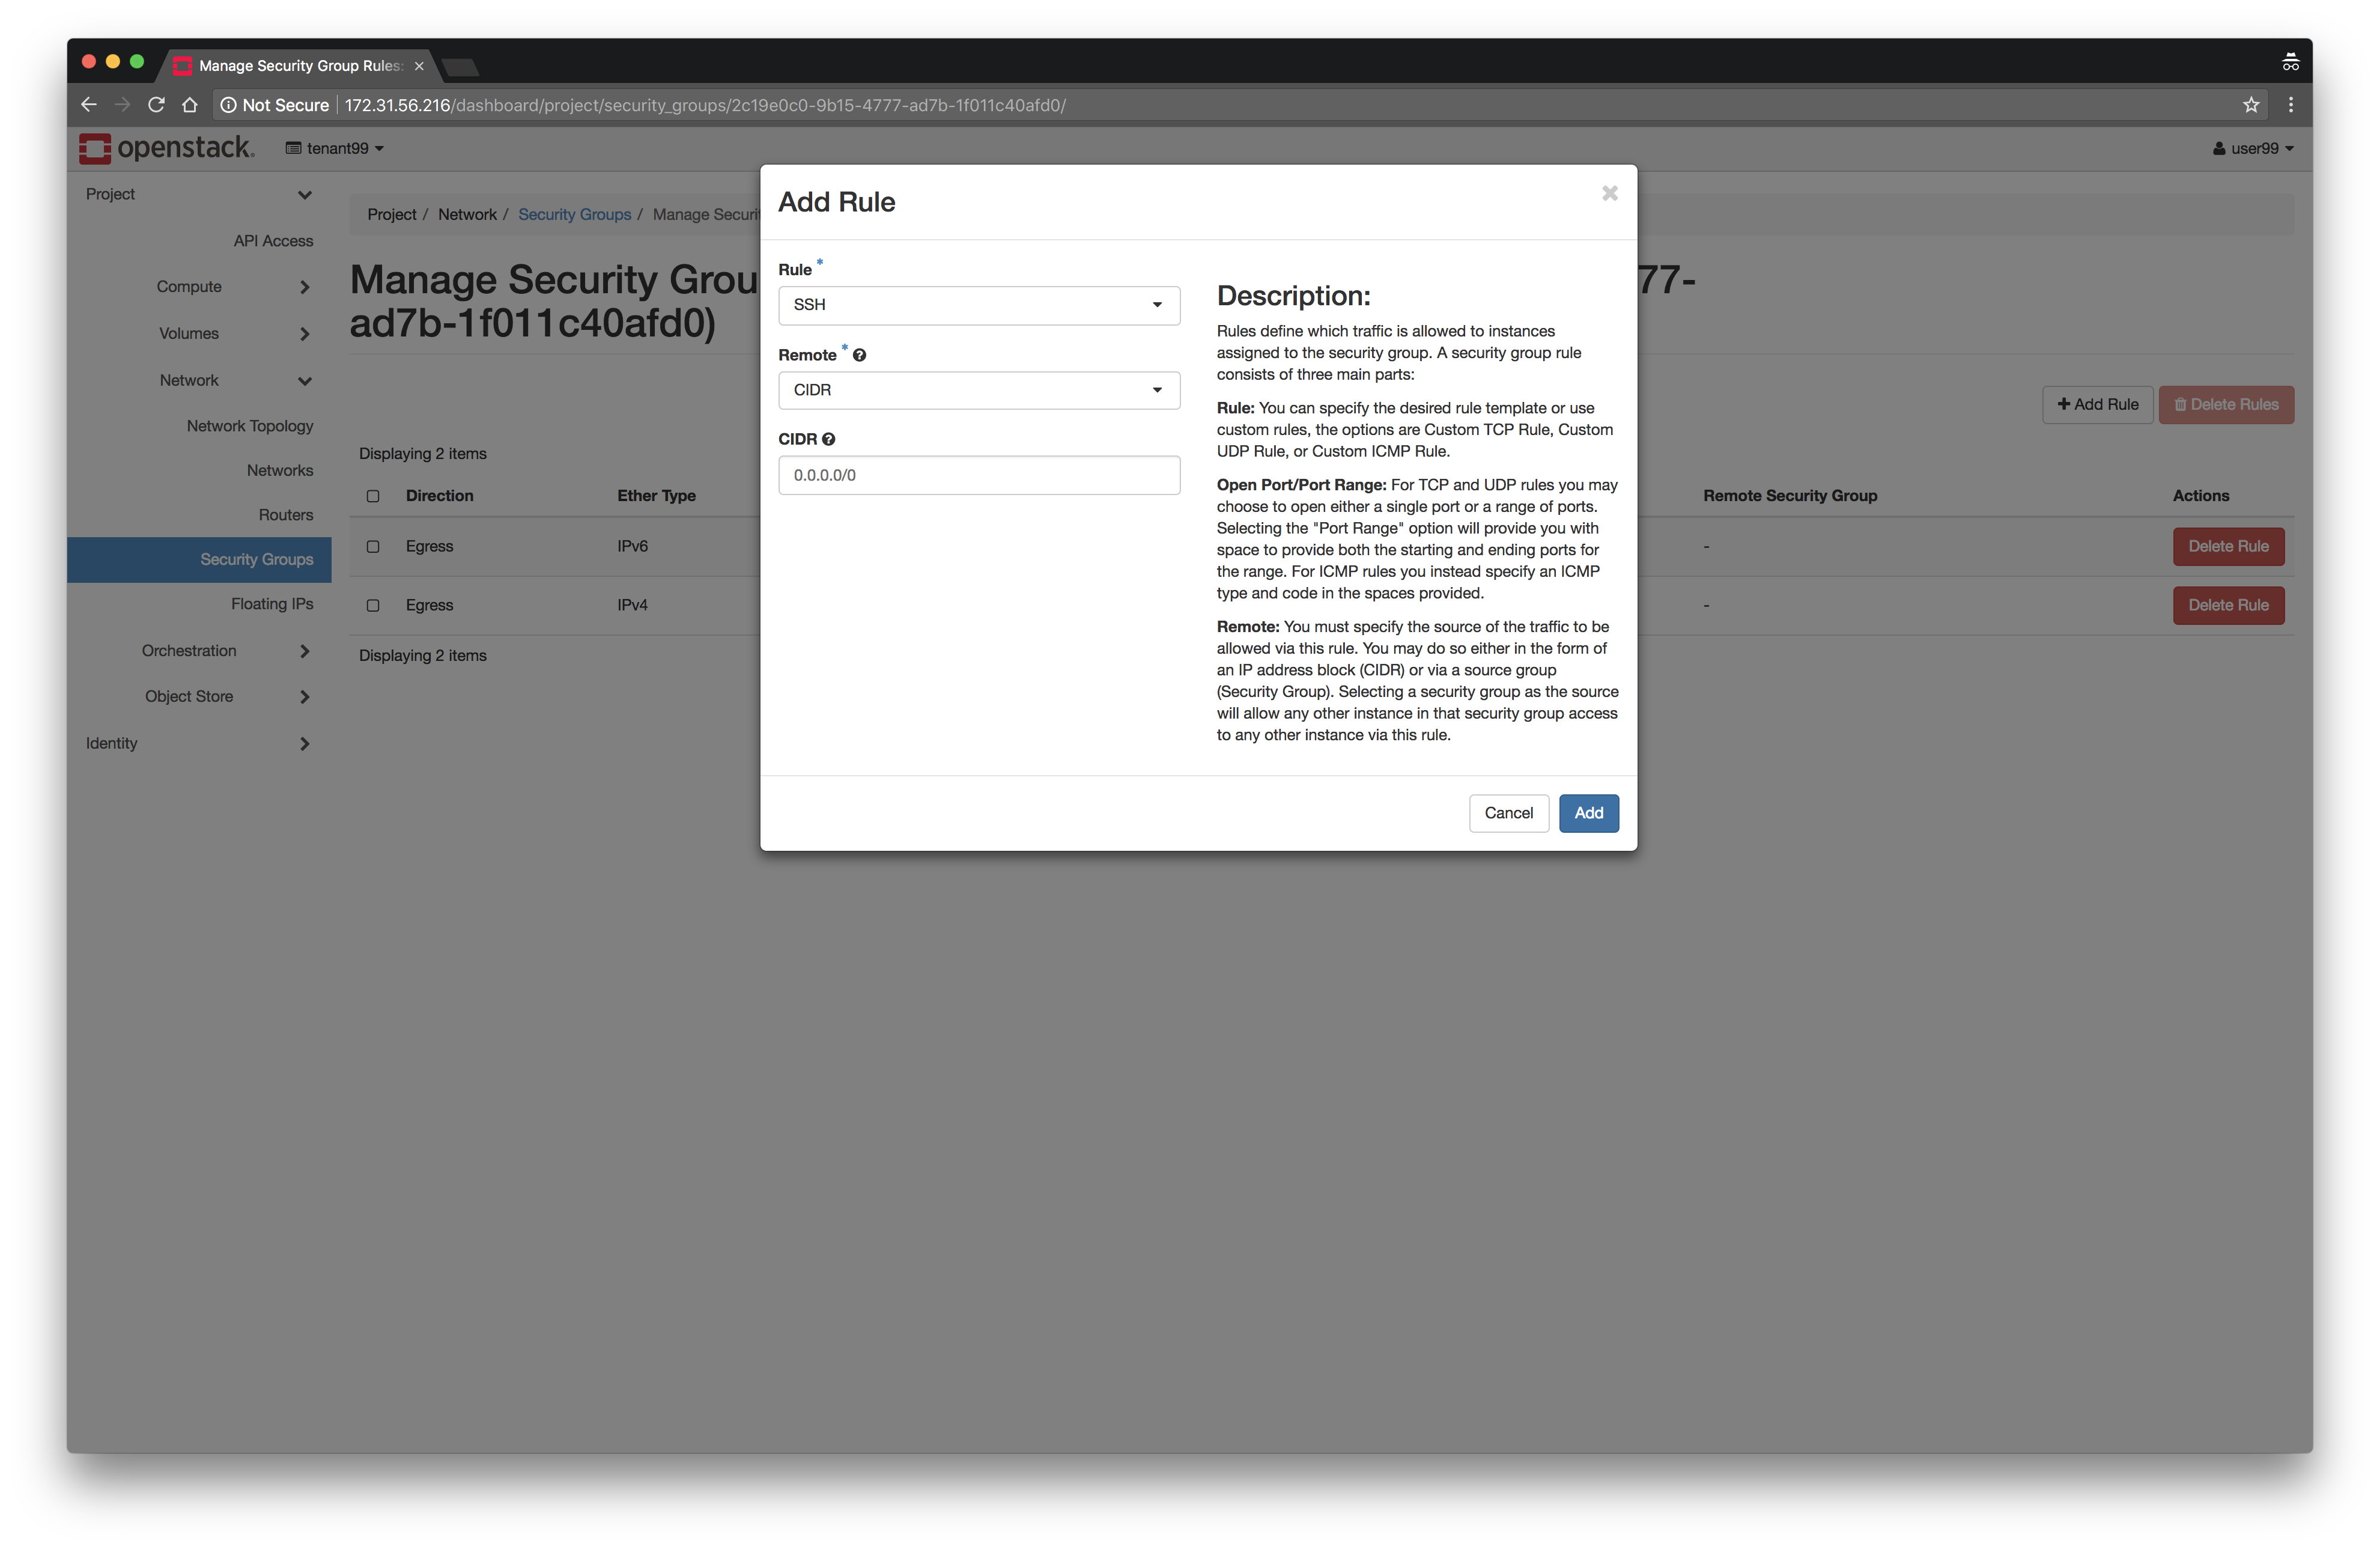 Manage Security Group Rules:
Not Secure 172.31.56.216/dashboard/project/security_groups/2c19e0c0-9b15-4777-ad7b-1f011c40afd0/
openstack. tenant99 user99
Project
API Access
Compute
Volumes
Network
Network Topology
Networks
Routers
Security Groups
Floating IPs
Orchestration
Object Store
Identity
Project / Network / Security Groups / Manage Securit
Manage Security Grou 77-
ad7b-1f011c40afd0)
+ Add Rule Delete Rules
Displaying 2 items
Direction Ether Type Remote Security Group Actions
Egress IPv6 - Delete Rule
Egress IPv4 - Delete Rule
Displaying 2 items
Add Rule
Rule *
SSH
Remote *
CIDR
CIDR
0.0.0.0/0
Description:
Rules define which traffic is allowed to instances
assigned to the security group. A security group rule
consists of three main parts:
Rule: You can specify the desired rule template or use
custom rules, the options are Custom TCP Rule, Custom
UDP Rule, or Custom ICMP Rule.
Open Port/Port Range: For TCP and UDP rules you may
choose to open either a single port or a range of ports.
Selecting the "Port Range" option will provide you with
space to provide both the starting and ending ports for
the range. For ICMP rules you instead specify an ICMP
type and code in the spaces provided.
Remote: You must specify the source of the traffic to be
allowed via this rule. You may do so either in the form of
an IP address block (CIDR) or via a source group
(Security Group). Selecting a security group as the source
will allow any other instance in that security group access
to any other instance via this rule.
Cancel Add